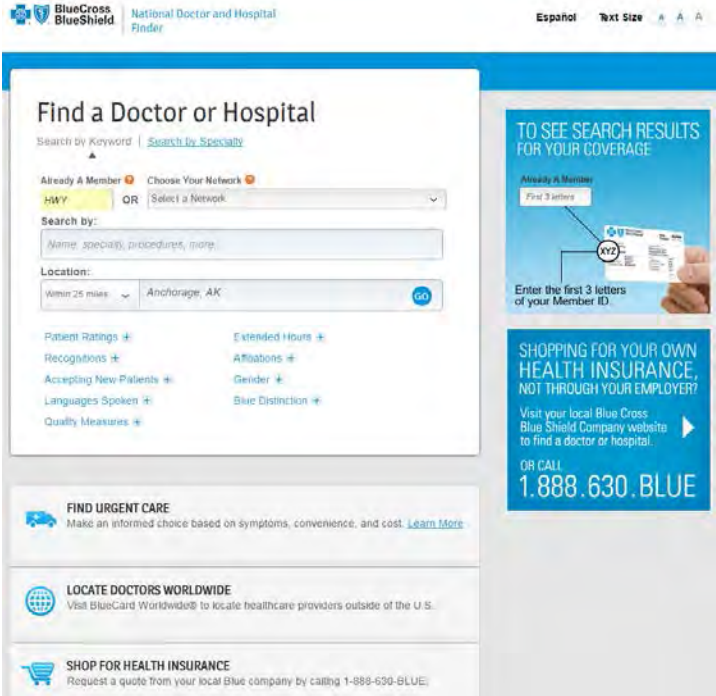 BlueCross
BlueShield
National Doctor and Hospital
Finder
Español Text Size A A A
Find a Doctor or Hospital
Search by Keyword | Search by Specialty
Already A Member ? Choose Your Network ?
HWY OR Select a Network
Search by:
Name, specialty, procedures, more.
Location:
Within 25 miles Anchorage, AK GO
Patient Ratings + Extended Hours +
Recognitions + Affiliations +
Accepting New Patients + Gender +
Languages Spoken + Blue Distinction +
Quality Measures +
TO SEE SEARCH RESULTS
FOR YOUR COVERAGE
Already A Member
First 3 letters
XYZ
Enter the first 3 letters
of your Member ID.
SHOPPING FOR YOUR OWN
HEALTH INSURANCE,
NOT THROUGH YOUR EMPLOYER?
Visit your local Blue Cross
Blue Shield Company website
to find a doctor or hospital.
OR CALL
1.888.630.BLUE
FIND URGENT CARE
Make an informed choice based on symptoms, convenience, and cost. Learn More
LOCATE DOCTORS WORLDWIDE
Visit BlueCard Worldwide® to locate healthcare providers outside of the U.S.
SHOP FOR HEALTH INSURANCE
Request a quote from your local Blue company by calling 1-888-630-BLUE.